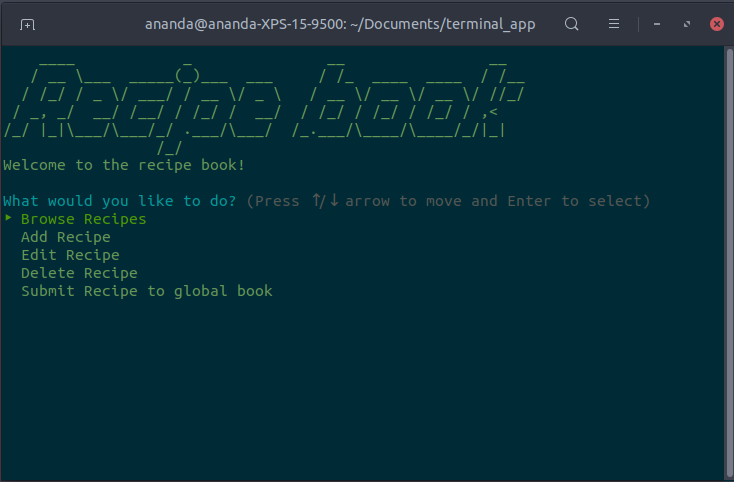 ananda@ananda-XPS-15-9500: ~/Documents/terminal_app
Recipe book
Welcome to the recipe book!
What would you like to do? (Press ↑/↓ arrow to move and Enter to select)
‣ Browse Recipes
Add Recipe
Edit Recipe
Delete Recipe
Submit Recipe to global book